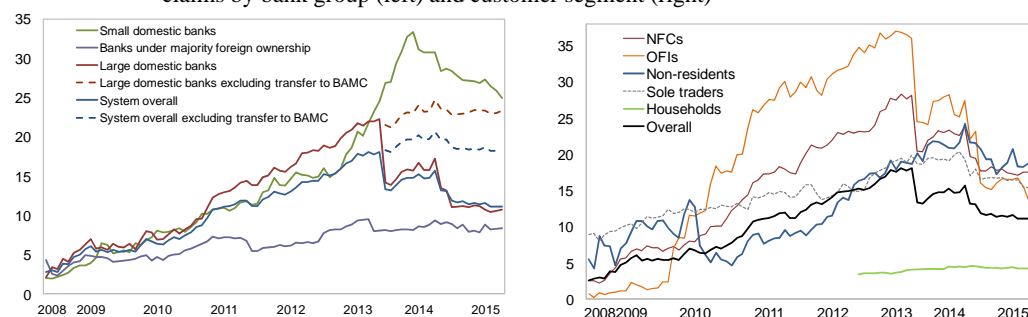 claims by bank group (left) and customer segment (right)
35
30
25
20
15
10
5
0
Small domestic banks
Banks under majority foreign ownership
Large domestic banks
Large domestic banks excluding transfer to BAMC
System overall
System overall excluding transfer to BAMC
2008 2009 2010 2011 2012 2013 2014 2015
35
30
25
20
15
10
5
0
NFCs
OFIs
Non-residents
Sole traders
Households
Overall
20082009 2010 2011 2012 2013 2014 2015